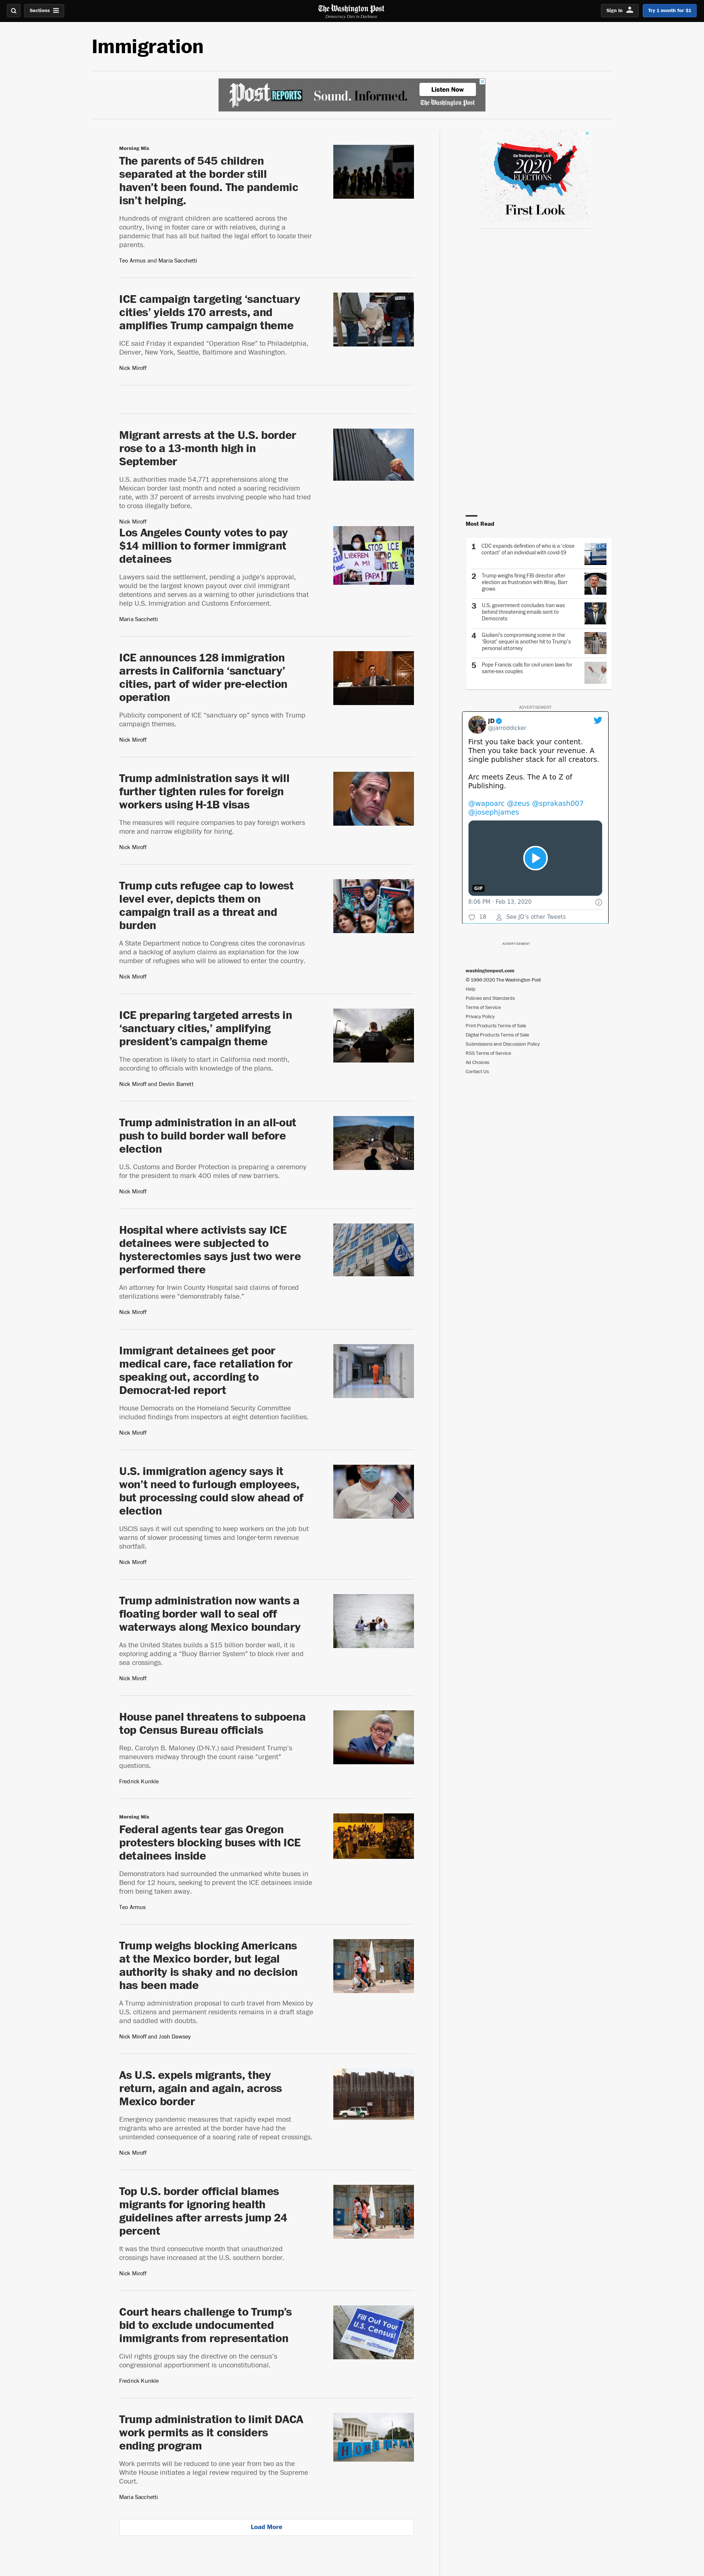 Sections
The Washington Post
Democracy Dies in Darkness
Sign In
Try 1 month for $1
Immigration
Post REPORTS
Sound. Informed.
Listen Now
The Washington Post
Morning Mix
The parents of 545 children
separated at the border still
haven’t been found. The pandemic
isn’t helping.
Hundreds of migrant children are scattered across the
country, living in foster care or with relatives, during a
pandemic that has all but halted the legal effort to locate their
parents.
Teo Armus and Maria Sacchetti
ICE campaign targeting ‘sanctuary
cities’ yields 170 arrests, and
amplifies Trump campaign theme
ICE said Friday it expanded “Operation Rise” to Philadelphia,
Denver, New York, Seattle, Baltimore and Washington.
Nick Miroff
Migrant arrests at the U.S. border
rose to a 13-month high in
September
U.S. authorities made 54,771 apprehensions along the
Mexican border last month and noted a soaring recidivism
rate, with 37 percent of arrests involving people who had tried
to cross illegally before.
Nick Miroff
Los Angeles County votes to pay
$14 million to former immigrant
detainees
Lawyers said the settlement, pending a judge’s approval,
would be the largest known payout over civil immigrant
detentions and serves as a warning to other jurisdictions that
help U.S. Immigration and Customs Enforcement.
Maria Sacchetti
ICE announces 128 immigration
arrests in California ‘sanctuary’
cities, part of wider pre-election
operation
Publicity component of ICE “sanctuary op” syncs with Trump
campaign themes.
Nick Miroff
Trump administration says it will
further tighten rules for foreign
workers using H-1B visas
The measures will require companies to pay foreign workers
more and narrow eligibility for hiring.
Nick Miroff
Trump cuts refugee cap to lowest
level ever, depicts them on
campaign trail as a threat and
burden
A State Department notice to Congress cites the coronavirus
and a backlog of asylum claims as explanation for the low
number of refugees who will be allowed to enter the country.
Nick Miroff
ICE preparing targeted arrests in
‘sanctuary cities,’ amplifying
president’s campaign theme
The operation is likely to start in California next month,
according to officials with knowledge of the plans.
Nick Miroff and Devlin Barrett
Trump administration in an all-out
push to build border wall before
election
U.S. Customs and Border Protection is preparing a ceremony
for the president to mark 400 miles of new barriers.
Nick Miroff
Hospital where activists say ICE
detainees were subjected to
hysterectomies says just two were
performed there
An attorney for Irwin County Hospital said claims of forced
sterilizations were “demonstrably false.”
Nick Miroff
Immigrant detainees get poor
medical care, face retaliation for
speaking out, according to
Democrat-led report
House Democrats on the Homeland Security Committee
included findings from inspectors at eight detention facilities.
Nick Miroff
U.S. immigration agency says it
won’t need to furlough employees,
but processing could slow ahead of
election
USCIS says it will cut spending to keep workers on the job but
warns of slower processing times and longer-term revenue
shortfall.
Nick Miroff
Trump administration now wants a
floating border wall to seal off
waterways along Mexico boundary
As the United States builds a $15 billion border wall, it is
exploring adding a “Buoy Barrier System” to block river and
sea crossings.
Nick Miroff
House panel threatens to subpoena
top Census Bureau officials
Rep. Carolyn B. Maloney (D-N.Y.) said President Trump’s
maneuvers midway through the count raise “urgent”
questions.
Fredrick Kunkle
Morning Mix
Federal agents tear gas Oregon
protesters blocking buses with ICE
detainees inside
Demonstrators had surrounded the unmarked white buses in
Bend for 12 hours, seeking to prevent the ICE detainees inside
from being taken away.
Teo Armus
Trump weighs blocking Americans
at the Mexico border, but legal
authority is shaky and no decision
has been made
A Trump administration proposal to curb travel from Mexico by
U.S. citizens and permanent residents remains in a draft stage
and saddled with doubts.
Nick Miroff and Josh Dawsey
As U.S. expels migrants, they
return, again and again, across
Mexico border
Emergency pandemic measures that rapidly expel most
migrants who are arrested at the border have had the
unintended consequence of a soaring rate of repeat crossings.
Nick Miroff
Top U.S. border official blames
migrants for ignoring health
guidelines after arrests jump 24
percent
It was the third consecutive month that unauthorized
crossings have increased at the U.S. southern border.
Nick Miroff
Court hears challenge to Trump’s
bid to exclude undocumented
immigrants from representation
Civil rights groups say the directive on the census’s
congressional apportionment is unconstitutional.
Fredrick Kunkle
Fill Out Your
U.S. Census!
Trump administration to limit DACA
work permits as it considers
ending program
Work permits will be reduced to one year from two as the
White House initiates a legal review required by the Supreme
Court.
Maria Sacchetti
Load More
The Washington Post Live
2020
ELECTIONS
First Look
Most Read
1 CDC expands definition of who is a ‘close
contact’ of an individual with covid-19
2 Trump weighs firing FBI director after
election as frustration with Wray, Barr
grows
3 U.S. government concludes Iran was
behind threatening emails sent to
Democrats
4 Giuliani’s compromising scene in the
‘Borat’ sequel is another hit to Trump’s
personal attorney
5 Pope Francis calls for civil union laws for
same-sex couples
ADVERTISEMENT
JD
@jarroddicker
First you take back your content.
Then you take back your revenue. A
single publisher stack for all creators.
Arc meets Zeus. The A to Z of
Publishing.
@wapoarc @zeus @sprakash007
@josephjames
GIF
8:06 PM · Feb 13, 2020
18
See JD's other Tweets
ADVERTISEMENT
washingtonpost.com
© 1996-2020 The Washington Post
Help
Policies and Standards
Terms of Service
Privacy Policy
Print Products Terms of Sale
Digital Products Terms of Sale
Submissions and Discussion Policy
RSS Terms of Service
Ad Choices
Contact Us